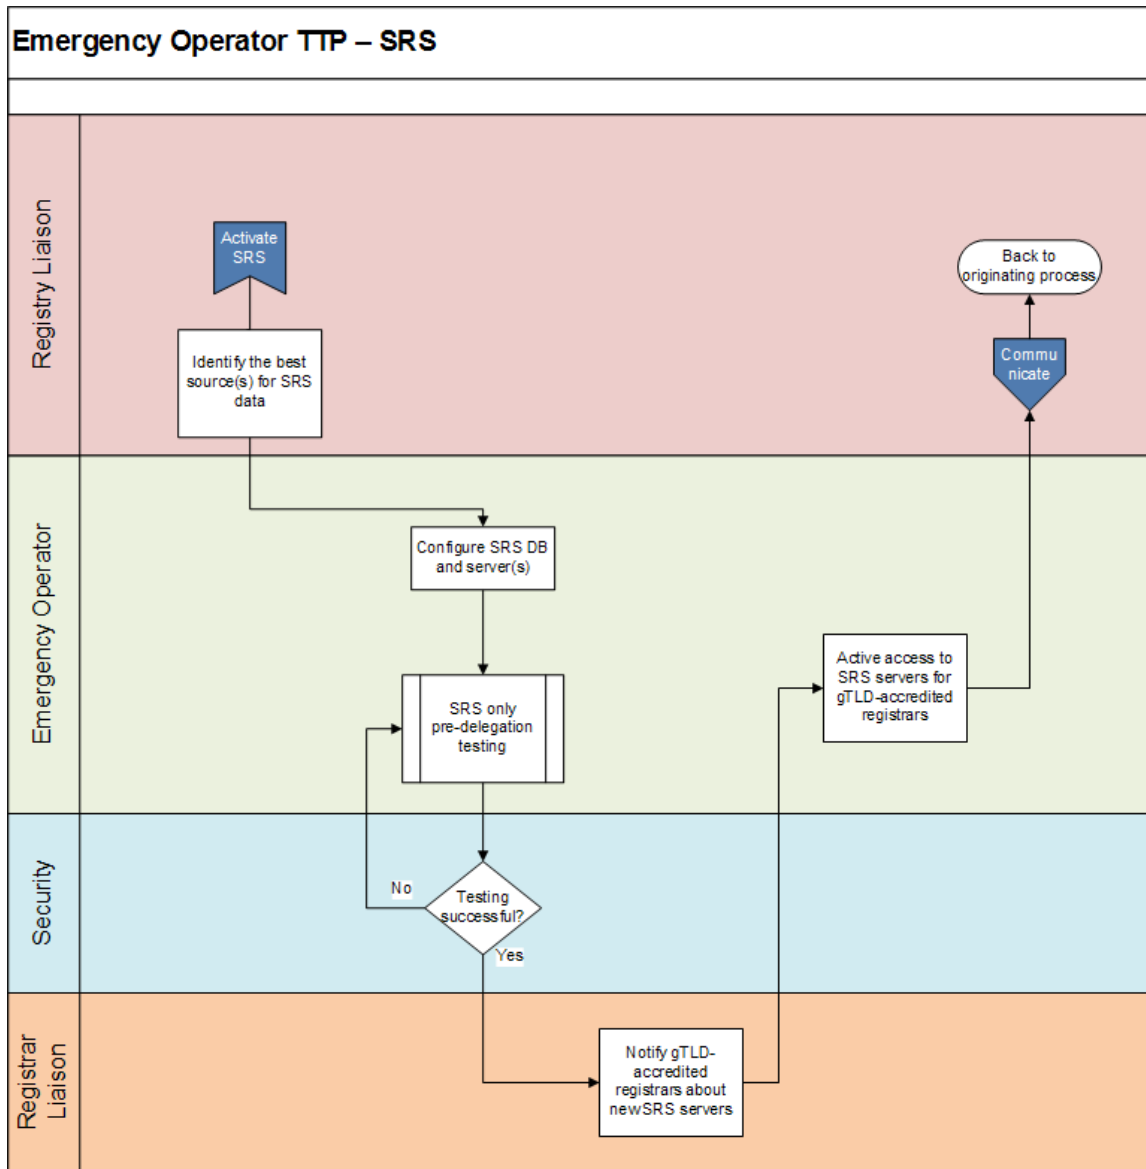 Emergency Operator TTP – SRS
Registry Liaison
Activate
SRS
Identify the best
source(s) for SRS
data
Back to
originating process
Commu
nicate
Emergency Operator
Configure SRS DB
and server(s)
SRS only
pre-delegation
testing
Active access to
SRS servers for
gTLD-accredited
registrars
Security
No
Testing
successful?
Yes
Registrar
Liaison
Notify gTLD-
accredited
registrars about
new SRS servers